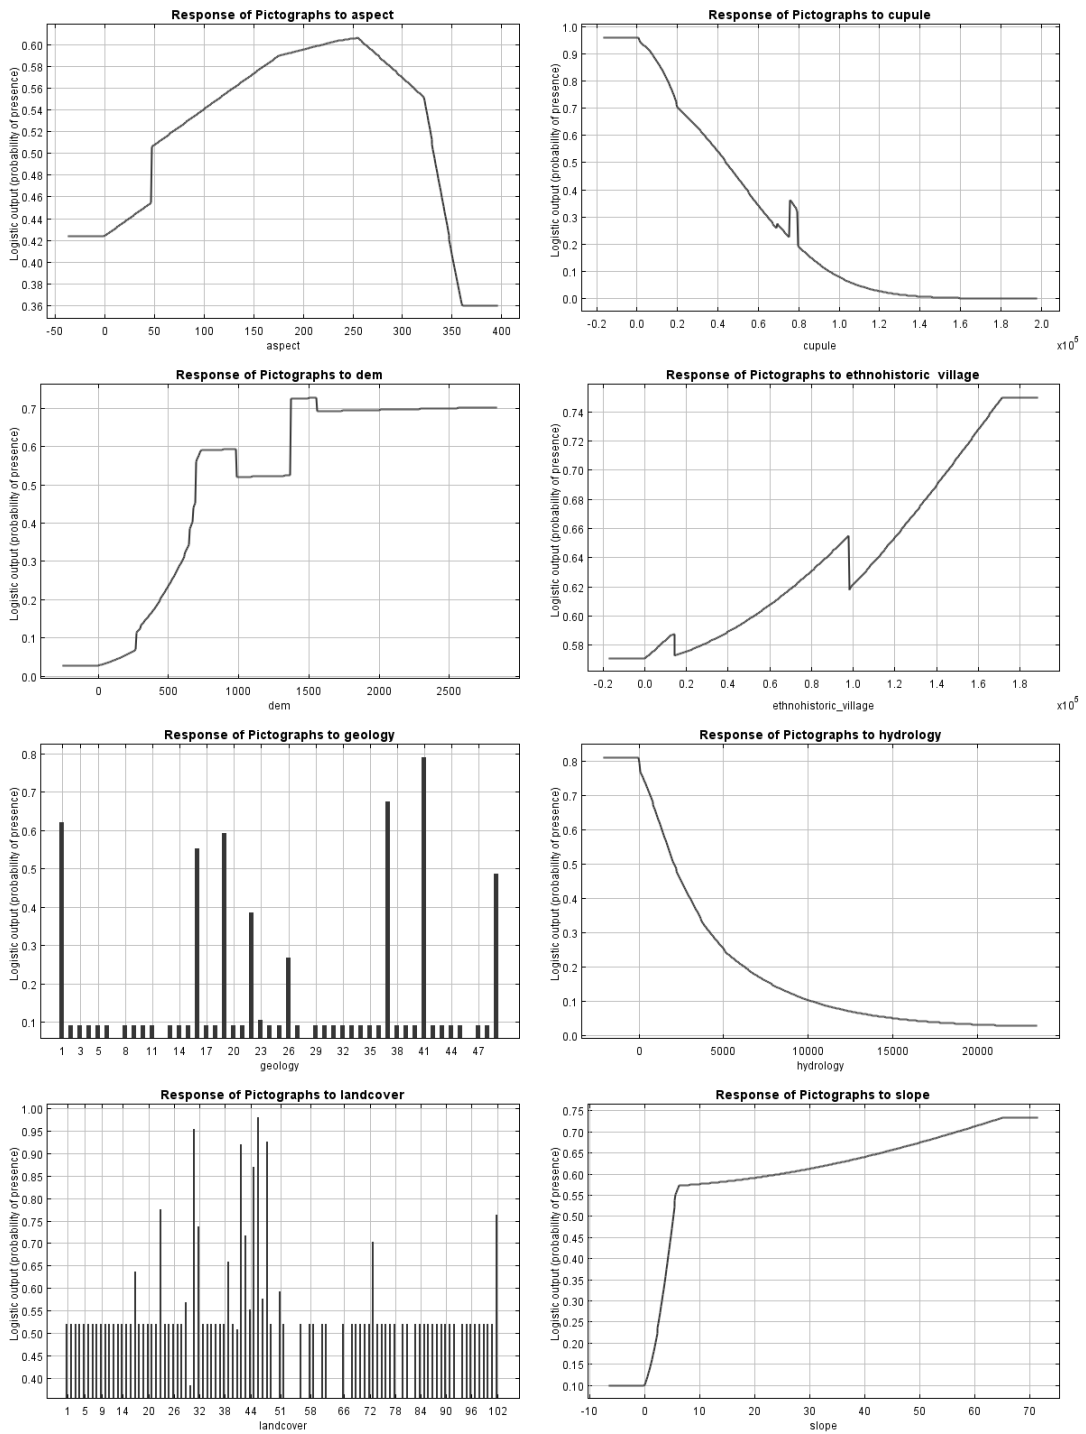 Response of Pictographs to aspect
Logistic output (probability of presence)
0.60
0.58
0.56
0.54
0.52
0.50
0.48
0.46
0.44
0.42
0.40
0.38
0.36
-50 0 50 100 150 200 250 300 350 400
aspect
Response of Pictographs to cupule
Logistic output (probability of presence)
1.0
0.9
0.8
0.7
0.6
0.5
0.4
0.3
0.2
0.1
0.0
-0.2 0.0 0.2 0.4 0.6 0.8 1.0 1.2 1.4 1.6 1.8 2.0
cupule x10^5
Response of Pictographs to dem
Logistic output (probability of presence)
0.7
0.6
0.5
0.4
0.3
0.2
0.1
0.0
0 500 1000 1500 2000 2500
dem
Response of Pictographs to ethnohistoric village
Logistic output (probability of presence)
0.74
0.72
0.70
0.68
0.66
0.64
0.62
0.60
0.58
-0.2 0.0 0.2 0.4 0.6 0.8 1.0 1.2 1.4 1.6 1.8
ethnohistoric_village x10^5
Response of Pictographs to geology
Logistic output (probability of presence)
0.8
0.7
0.6
0.5
0.4
0.3
0.2
0.1
1 3 5 8 11 14 17 20 23 26 29 32 35 38 41 44 47
geology
Response of Pictographs to hydrology
Logistic output (probability of presence)
0.8
0.7
0.6
0.5
0.4
0.3
0.2
0.1
0.0
0 5000 10000 15000 20000
hydrology
Response of Pictographs to landcover
Logistic output (probability of presence)
1.00
0.95
0.90
0.85
0.80
0.75
0.70
0.65
0.60
0.55
0.50
0.45
0.40
1 5 9 14 20 26 32 38 44 51 58 66 72 78 84 90 96 102
landcover
Response of Pictographs to slope
Logistic output (probability of presence)
0.75
0.70
0.65
0.60
0.55
0.50
0.45
0.40
0.35
0.30
0.25
0.20
0.15
0.10
-10 0 10 20 30 40 50 60 70
slope